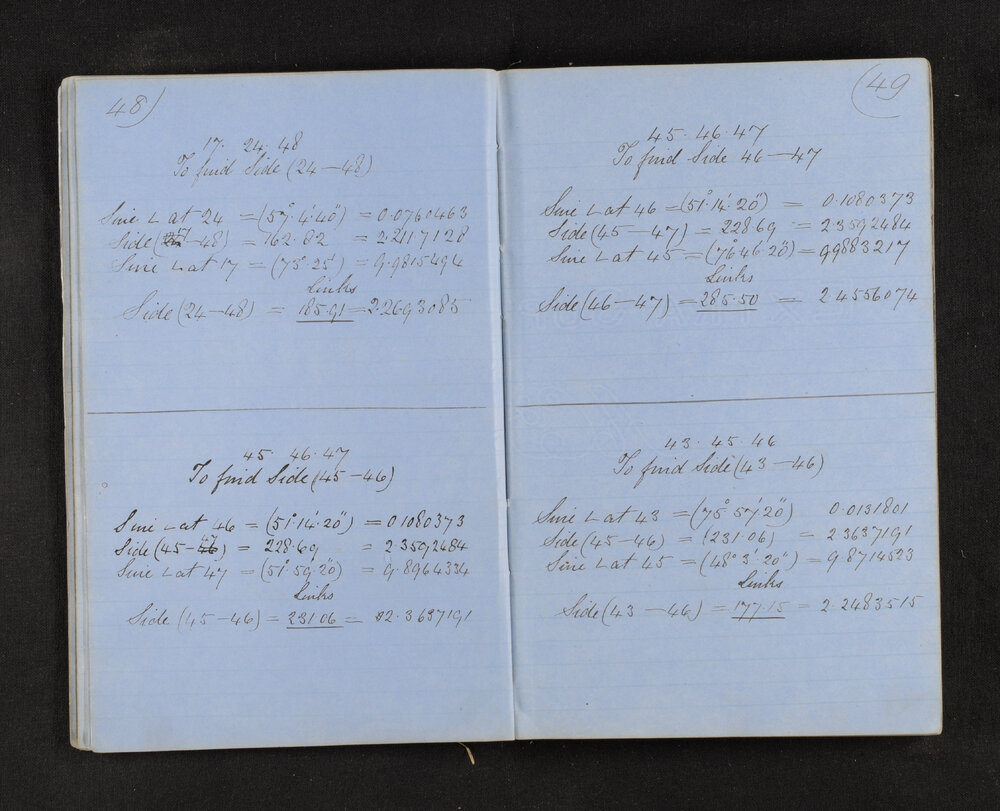 48)
17. 24. 48
To find Side (24—48)
Sine ∠ at 24 = (57°.4'.40") = 0.0760463
Side (17—48) = 162.82 = 2.2117128
Sine ∠ at 17 = (75°.25') = 9.9815494
Links
Side (24—48) = 185.91 = 2.2693085
45. 46. 47
To find Side (45—46)
Sine ∠ at 46 = (51°.14'.20") = 0.1080373
Side (45—47) = 228.69 = 2.3592484
Sine ∠ at 47 = (51°.59'.20") = 9.8964334
Links
Side (45—46) = 231.06 = 2.3637191
(49
45. 46. 47
To find Side 46—47
Sine ∠ at 46 = (51°.14'.20") = 0.1080373
Side (45—47) = 228.69 = 2.3592484
Sine ∠ at 45 = (76°46'.20") = 9.9883217
Links
Side (46—47) = 285.50 = 2.4556074
43. 45. 46
To find Side (43—46)
Sine ∠ at 43 = (75° 57'.20") 0.0131801
Side (45—46) = (231.06) = 2.3637191
Sine ∠ at 45 = (48° 3' 20") = 9.8714523
Links
Side (43—46) = 177.15 = 2.2483515